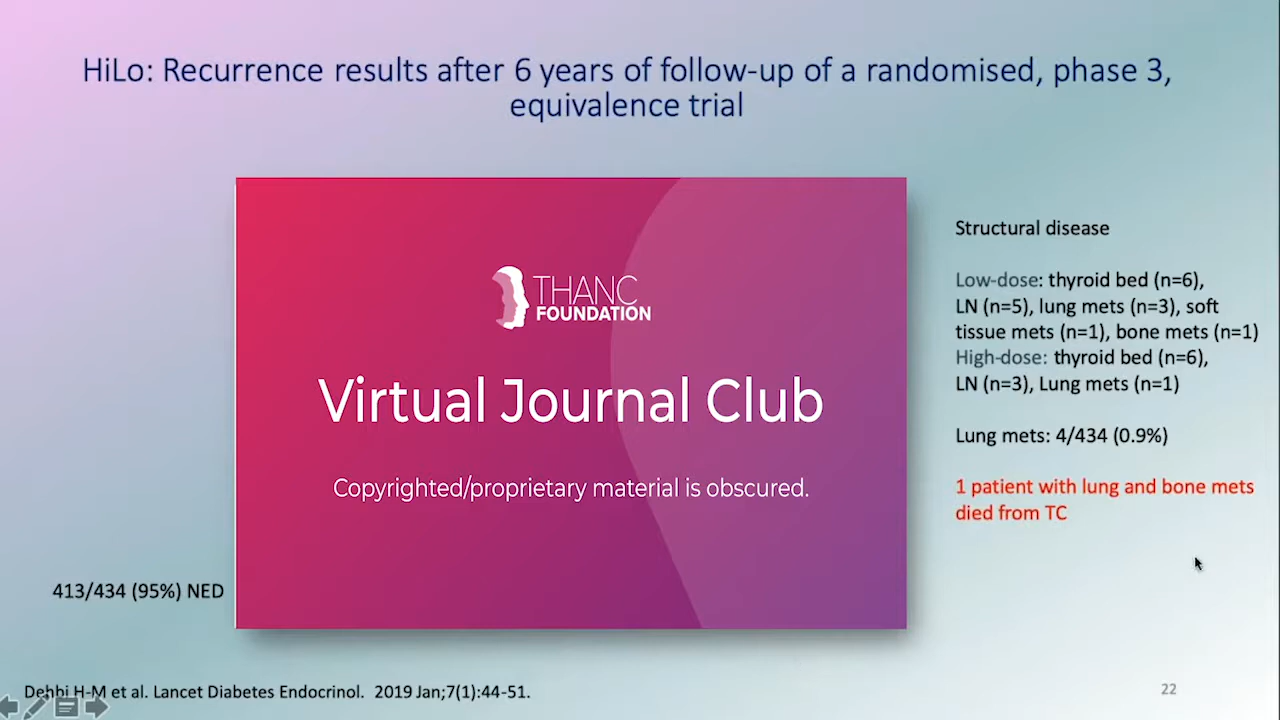 HiLo: Recurrence results after 6 years of follow-up of a randomised, phase 3,
equivalence trial
THANC
FOUNDATION
Virtual Journal Club
Copyrighted/proprietary material is obscured.
Structural disease
Low-dose: thyroid bed (n=6),
LN (n=5), lung mets (n=3), soft
tissue mets (n=1), bone mets (n=1)
High-dose: thyroid bed (n=6),
LN (n=3), Lung mets (n=1)
Lung mets: 4/434 (0.9%)
1 patient with lung and bone mets
died from TC
413/434 (95%) NED
Dehbi H-M et al. Lancet Diabetes Endocrinol. 2019 Jan;7(1):44-51.
22